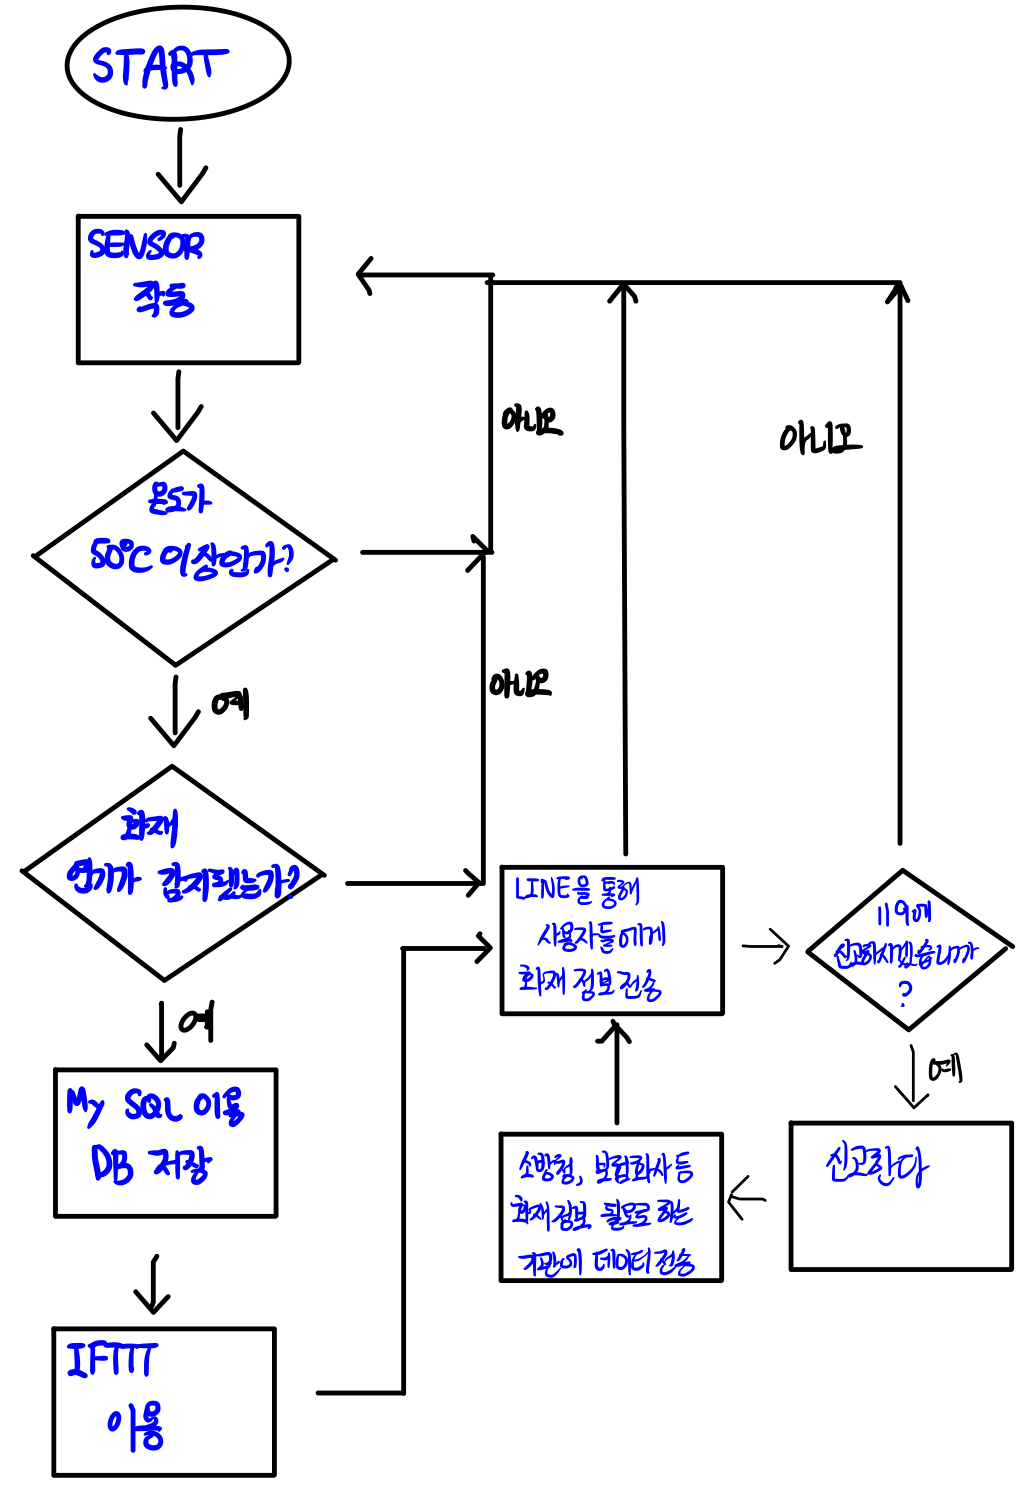 START
SENSOR
작동
온도가
50°C 이상인가?
아니오
아니오
예
화재
연기가 감지됐는가?
아니오
예
My SQL 이용
DB 저장
IFTTT
이용
LINE을 통해
사용자들에게
화재 정보 전송
119에
신고하시겠습니까
?
예
신고한다
소방청, 보험회사 등
화재 정보 필요로 하는
기관에 데이터 전송